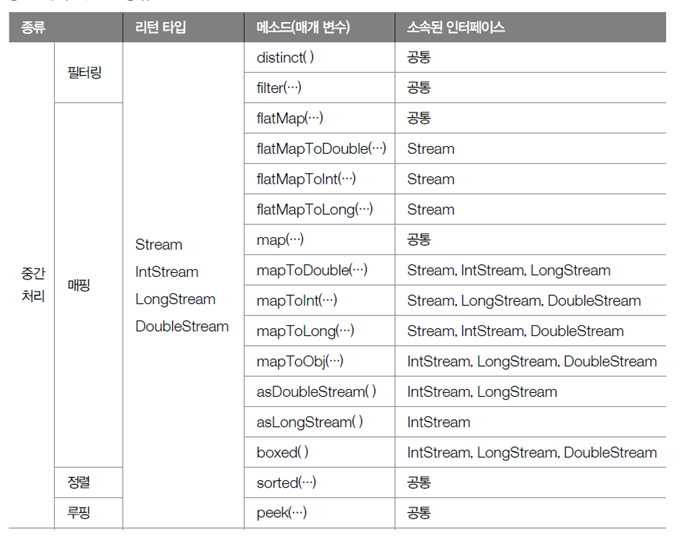 종류 리턴 타입 메소드(매개 변수) 소속된 인터페이스
중간
처리
필터링
Stream
IntStream
LongStream
DoubleStream
distinct( ) 공통
filter(…) 공통
매핑
flatMap(…) 공통
flatMapToDouble(…) Stream
flatMapToInt(…) Stream
flatMapToLong(…) Stream
map(…) 공통
mapToDouble(…) Stream, IntStream, LongStream
mapToInt(…) Stream, LongStream, DoubleStream
mapToLong(…) Stream, IntStream, DoubleStream
mapToObj(…) IntStream, LongStream, DoubleStream
asDoubleStream( ) IntStream, LongStream
asLongStream( ) IntStream
boxed( ) IntStream, LongStream, DoubleStream
정렬 sorted(…) 공통
루핑 peek(…) 공통